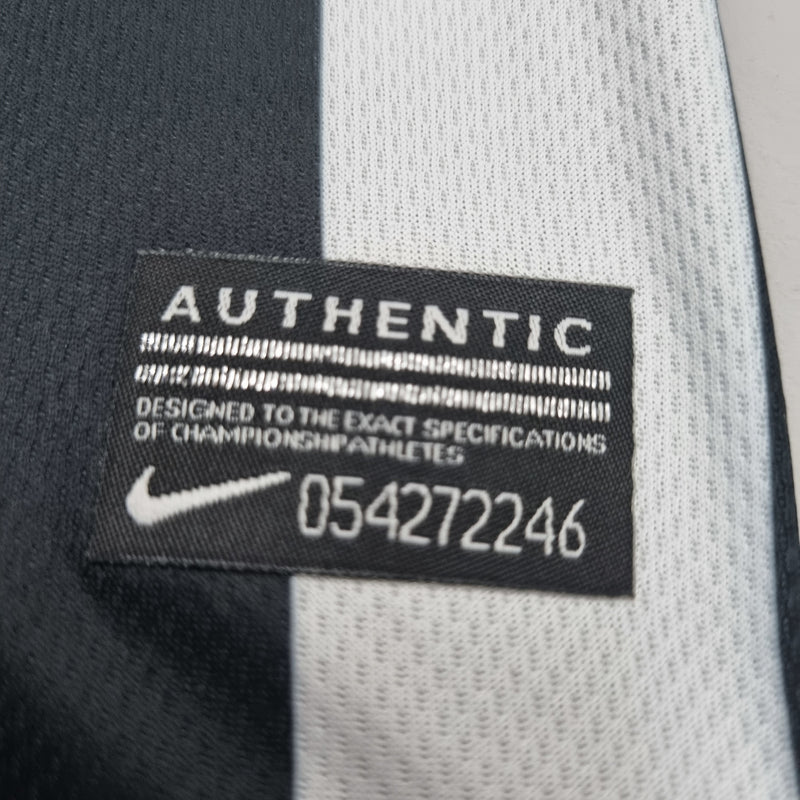 AUTHENTIC
DESIGNED TO THE EXACT SPECIFICATIONS
OF CHAMPIONSHIPATHLETES
054272246